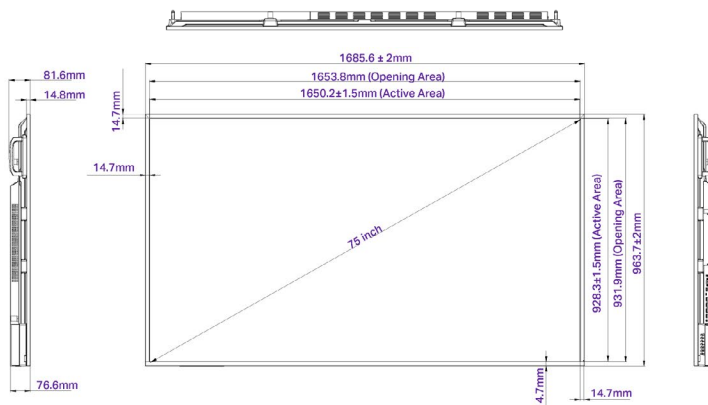 1685.6 ± 2mm
81.6mm
1653.8mm (Opening Area)
14.8mm
1650.2±1.5mm (Active Area)
14.7mm
14.7mm
75 inch
928.3±1.5mm (Active Area)
931.9mm (Opening Area)
963.7±2mm
76.6mm
4.7mm
14.7mm